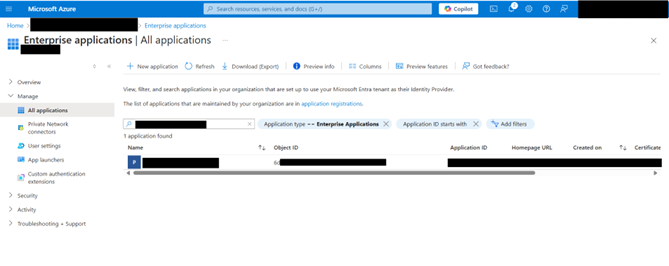 Microsoft Azure
Search resources, services, and docs (G+/)
Copilot
Home >
Enterprise applications
Enterprise applications | All applications
...
New application
Refresh
Download (Export)
Preview info
Columns
Preview features
Got feedback?
Overview
Manage
All applications
Private Network
connectors
User settings
App launchers
Custom authentication
extensions
Security
Activity
Troubleshooting + Support
View, filter, and search applications in your organization that are set up to use your Microsoft Entra tenant as their Identity Provider.
The list of applications that are maintained by your organization are in application registrations.
Application type == Enterprise Applications
Application ID starts with
Add filters
1 application found
Name Object ID Application ID Homepage URL Created on Certificate
P